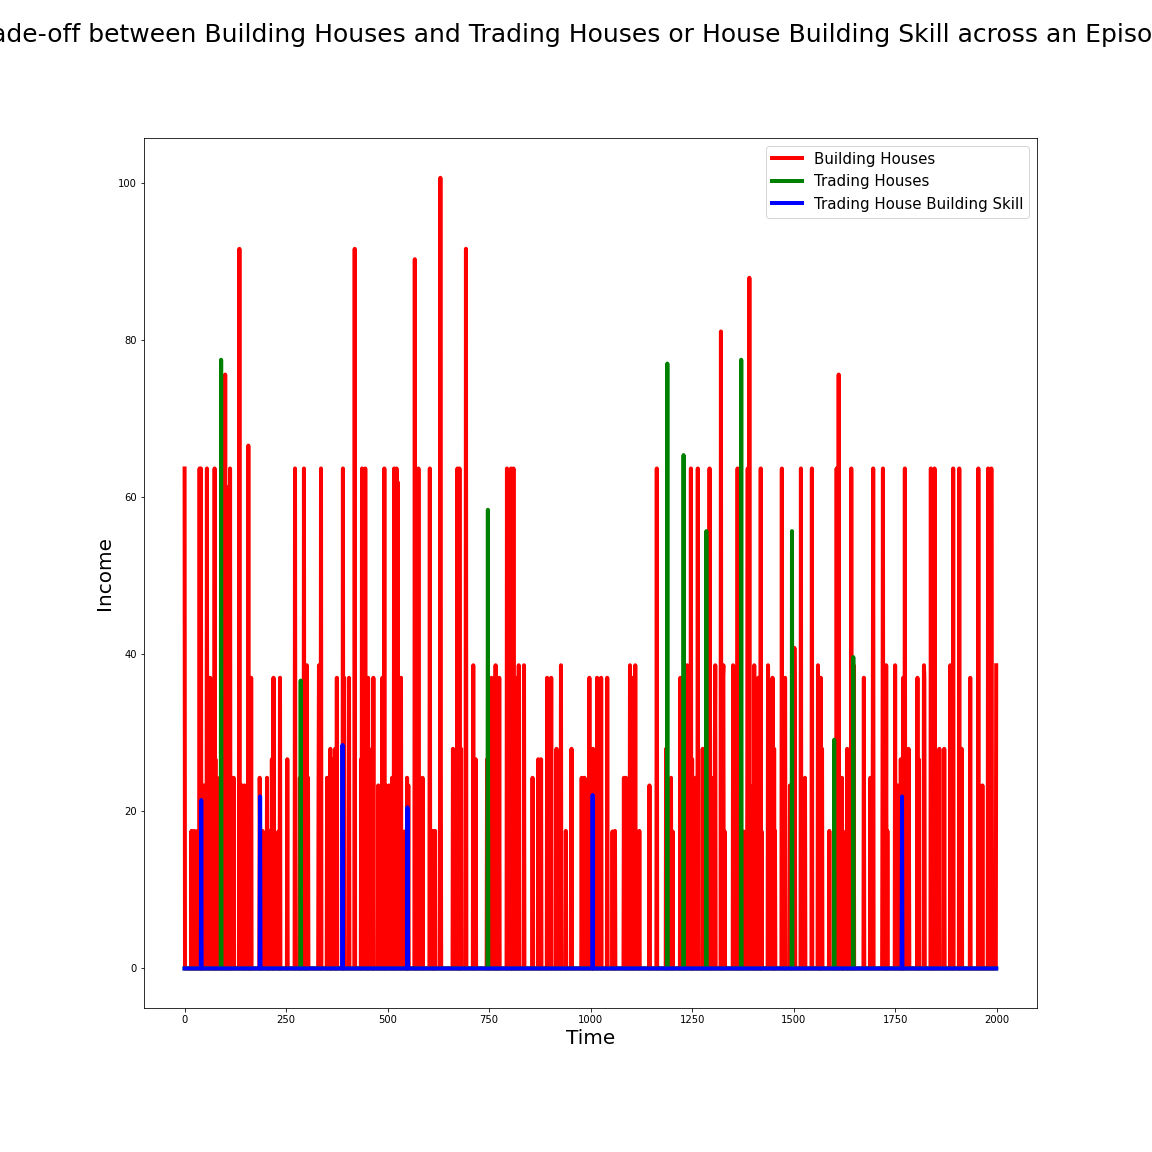 ade-off between Building Houses and Trading Houses or House Building Skill across an Episo
Building Houses
Trading Houses
Trading House Building Skill
100
80
60
40
20
0
Income
0 250 500 750 1000 1250 1500 1750 2000
Time